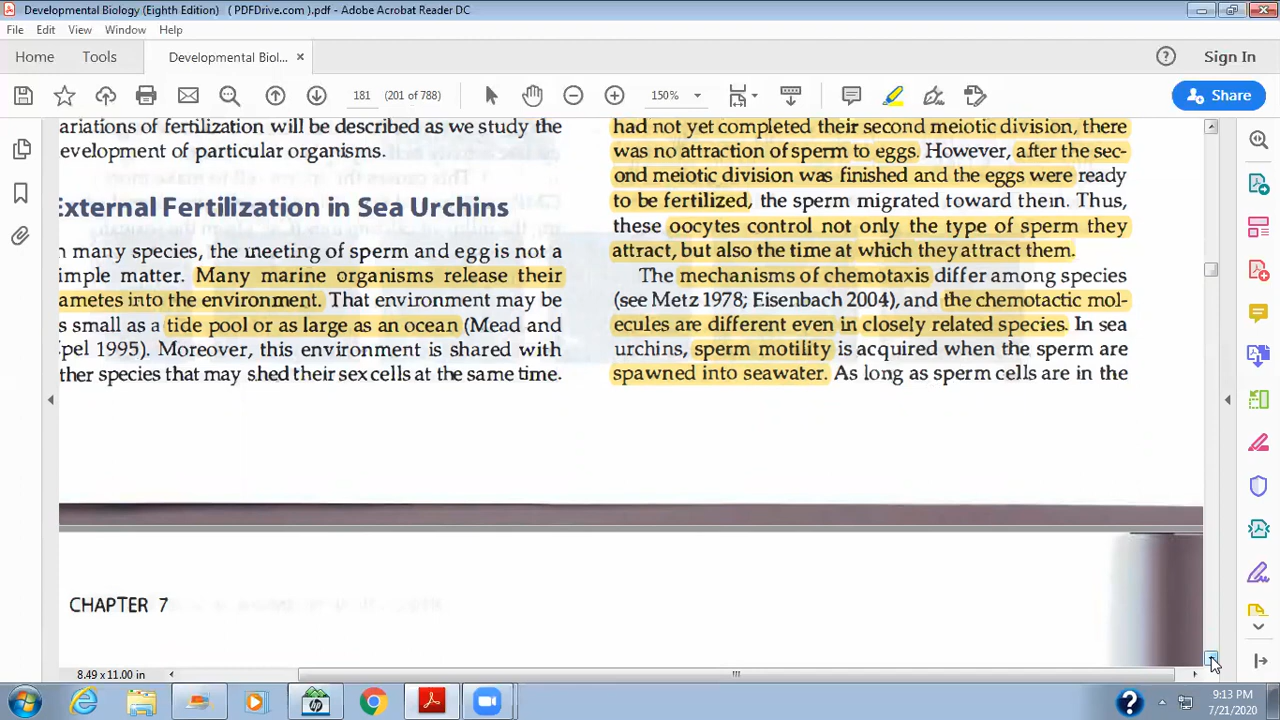 Developmental Biology (Eighth Edition) ( PDFDrive.com ).pdf - Adobe Acrobat Reader DC
File Edit View Window Help
Home Tools Developmental Biol... × Sign In
181 (201 of 788) 150% Share
ariations of fertilization will be described as we study the
evelopment of particular organisms.
External Fertilization in Sea Urchins
n many species, the meeting of sperm and egg is not a
imple matter. Many marine organisms release their
ametes into the environment. That environment may be
s small as a tide pool or as large as an ocean (Mead and
pel 1995). Moreover, this environment is shared with
ther species that may shed their sex cells at the same time.
had not yet completed their second meiotic division, there
was no attraction of sperm to eggs. However, after the sec-
ond meiotic division was finished and the eggs were ready
to be fertilized, the sperm migrated toward them. Thus,
these oocytes control not only the type of sperm they
attract, but also the time at which they attract them.
The mechanisms of chemotaxis differ among species
(see Metz 1978; Eisenbach 2004), and the chemotactic mol-
ecules are different even in closely related species. In sea
urchins, sperm motility is acquired when the sperm are
spawned into seawater. As long as sperm cells are in the
CHAPTER 7
8.49 x 11.00 in
9:13 PM
7/21/2020